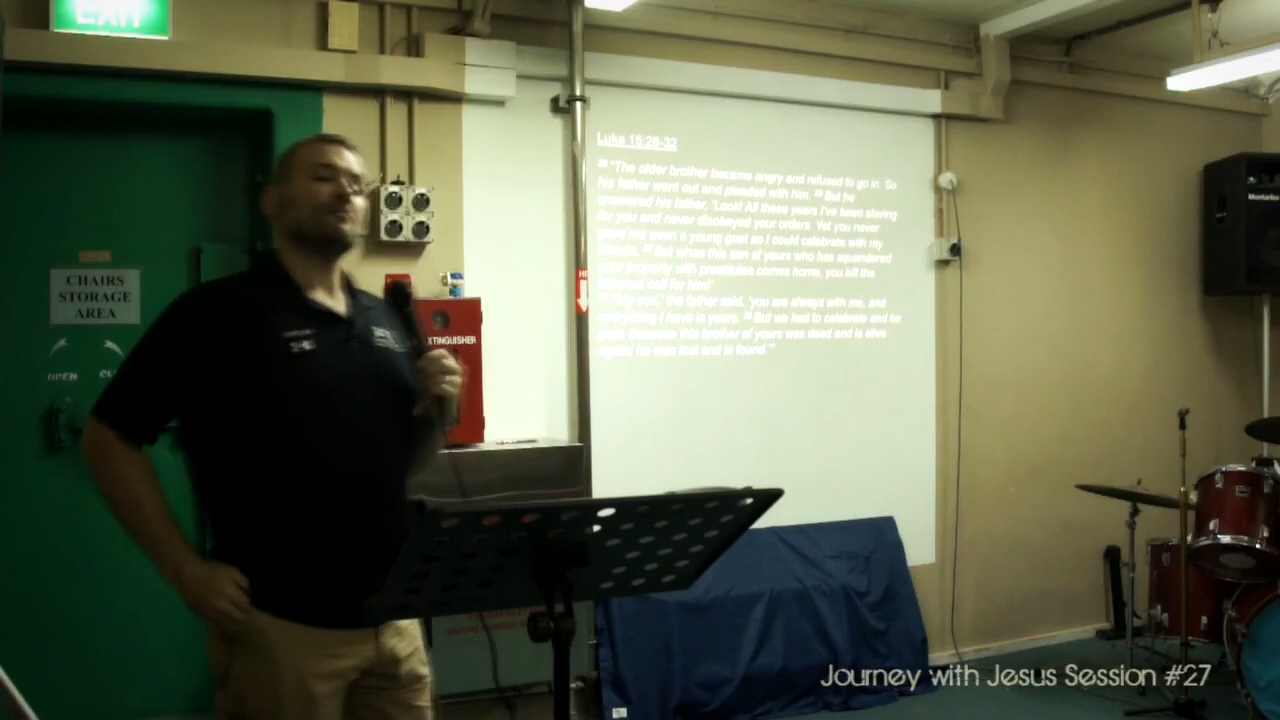 EXIT
CHAIRS
STORAGE
AREA
OPEN
EXTINGUISHER
Luke 15:28-32
28 "The older brother became angry and refused to go in. So
his father went out and pleaded with him. 29 But he
answered his father, 'Look! All these years I've been slaving
for you and never disobeyed your orders. Yet you never
gave me even a young goat so I could celebrate with my
friends. 30 But when this son of yours who has squandered
your property with prostitutes comes home, you kill the
fattened calf for him!'
31 "'My son,' the father said, 'you are always with me, and
everything I have is yours. 32 But we had to celebrate and be
glad, because this brother of yours was dead and is alive
again; he was lost and is found.'"
Journey with Jesus Session #27